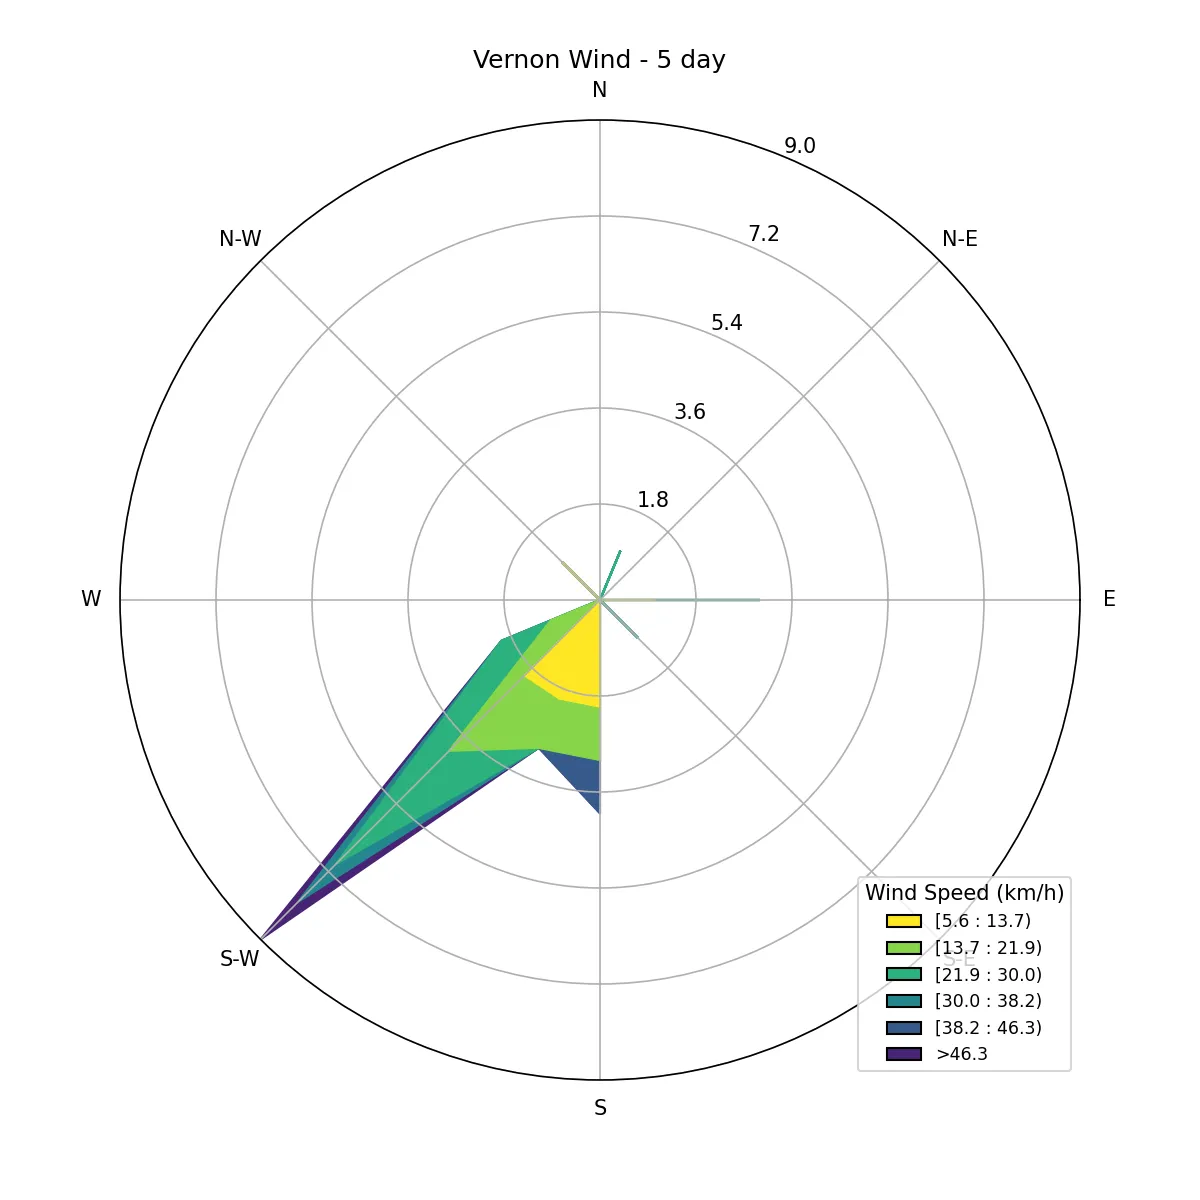 Vernon Wind - 5 day
N
9.0
N-W
N-E
7.2
5.4
3.6
1.8
W
E
S-W
S-E
S
Wind Speed (km/h)
[5.6 : 13.7)
[13.7 : 21.9)
[21.9 : 30.0)
[30.0 : 38.2)
[38.2 : 46.3)
>46.3